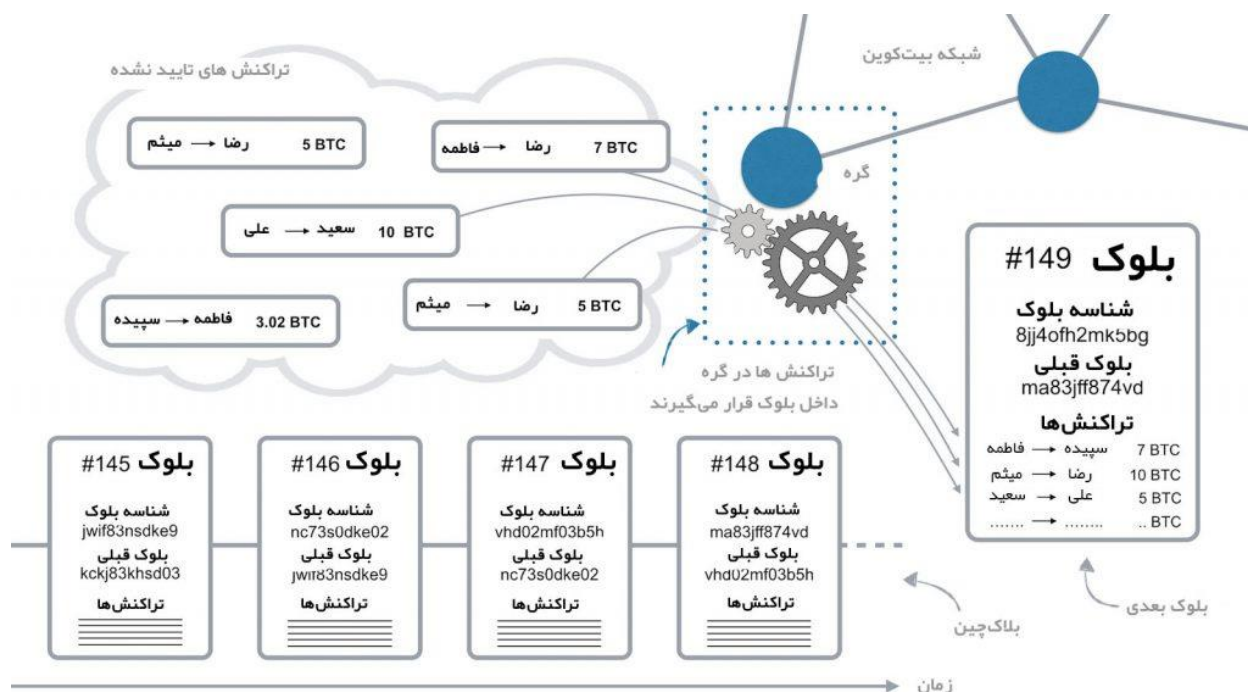 تراکنش های تایید نشده
شبکه بیت‌کوین
میثم → رضا 5 BTC
فاطمه → رضا 7 BTC
گره
علی → سعید 10 BTC
میثم → رضا 5 BTC
سپیده → فاطمه 3.02 BTC
تراکنش ها در گره
داخل بلوک قرار می‌گیرند
بلوک #149
شناسه بلوک
8jj4ofh2mk5bg
بلوک قبلی
ma83jff874vd
تراکنش‌ها
فاطمه → سپیده 7 BTC
میثم → رضا 10 BTC
سعید → علی 5 BTC
....... → ........ .. BTC
بلوک بعدی
بلوک #145
شناسه بلوک
jwif83nsdke9
بلوک قبلی
kckj83khsd03
تراکنش‌ها
بلوک #146
شناسه بلوک
nc73s0dke02
بلوک قبلی
jwif83nsdke9
تراکنش‌ها
بلوک #147
شناسه بلوک
vhd02mf03b5h
بلوک قبلی
nc73s0dke02
تراکنش‌ها
بلوک #148
شناسه بلوک
ma83jff874vd
بلوک قبلی
vhd02mf03b5h
تراکنش‌ها
بلاک‌چین
زمان